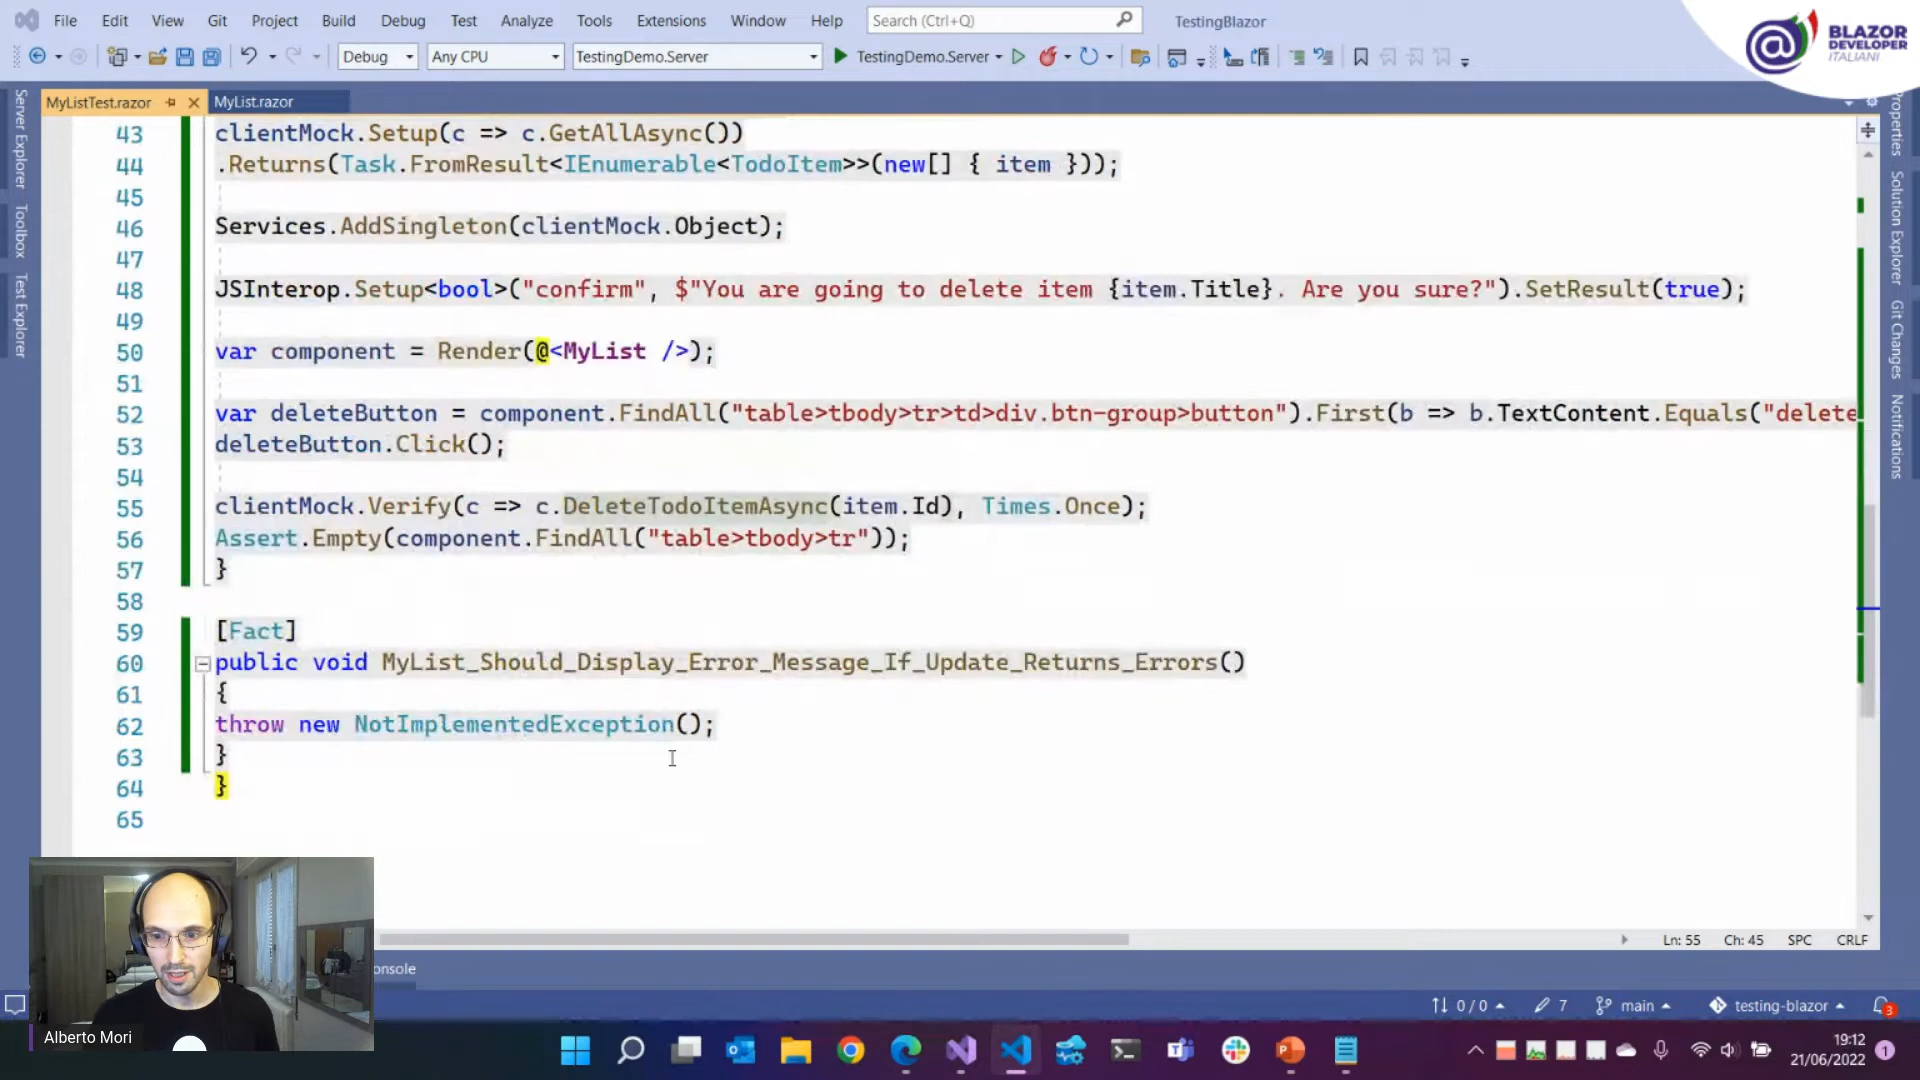 File Edit View Git Project Build Debug Test Analyze Tools Extensions Window Help Search (Ctrl+Q) TestingBlazor
BLAZOR
DEVELOPER
ITALIANI
Debug Any CPU TestingDemo.Server TestingDemo.Server
MyListTest.razor MyList.razor
Server Explorer
Toolbox
Test Explorer
Properties
Solution Explorer
Git Changes
Notifications
43 clientMock.Setup(c => c.GetAllAsync())
44 .Returns(Task.FromResult<IEnumerable<TodoItem>>(new[] { item }));
45
46 Services.AddSingleton(clientMock.Object);
47
48 JSInterop.Setup<bool>("confirm", $"You are going to delete item {item.Title}. Are you sure?").SetResult(true);
49
50 var component = Render(@<MyList />);
51
52 var deleteButton = component.FindAll("table>tbody>tr>td>div.btn-group>button").First(b => b.TextContent.Equals("delete
53 deleteButton.Click();
54
55 clientMock.Verify(c => c.DeleteTodoItemAsync(item.Id), Times.Once);
56 Assert.Empty(component.FindAll("table>tbody>tr"));
57 }
58
59 [Fact]
60 public void MyList_Should_Display_Error_Message_If_Update_Returns_Errors()
61 {
62 throw new NotImplementedException();
63 }
64 }
65
Ln: 55 Ch: 45 SPC CRLF
onsole
0 / 0 7 main testing-blazor 3
Alberto Mori
19:12
21/06/2022
1